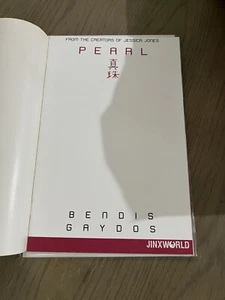 FROM THE CREATORS OF JESSICA JONES
PEARL
真
珠
BENDIS
GAYDOS
JINXWORLD